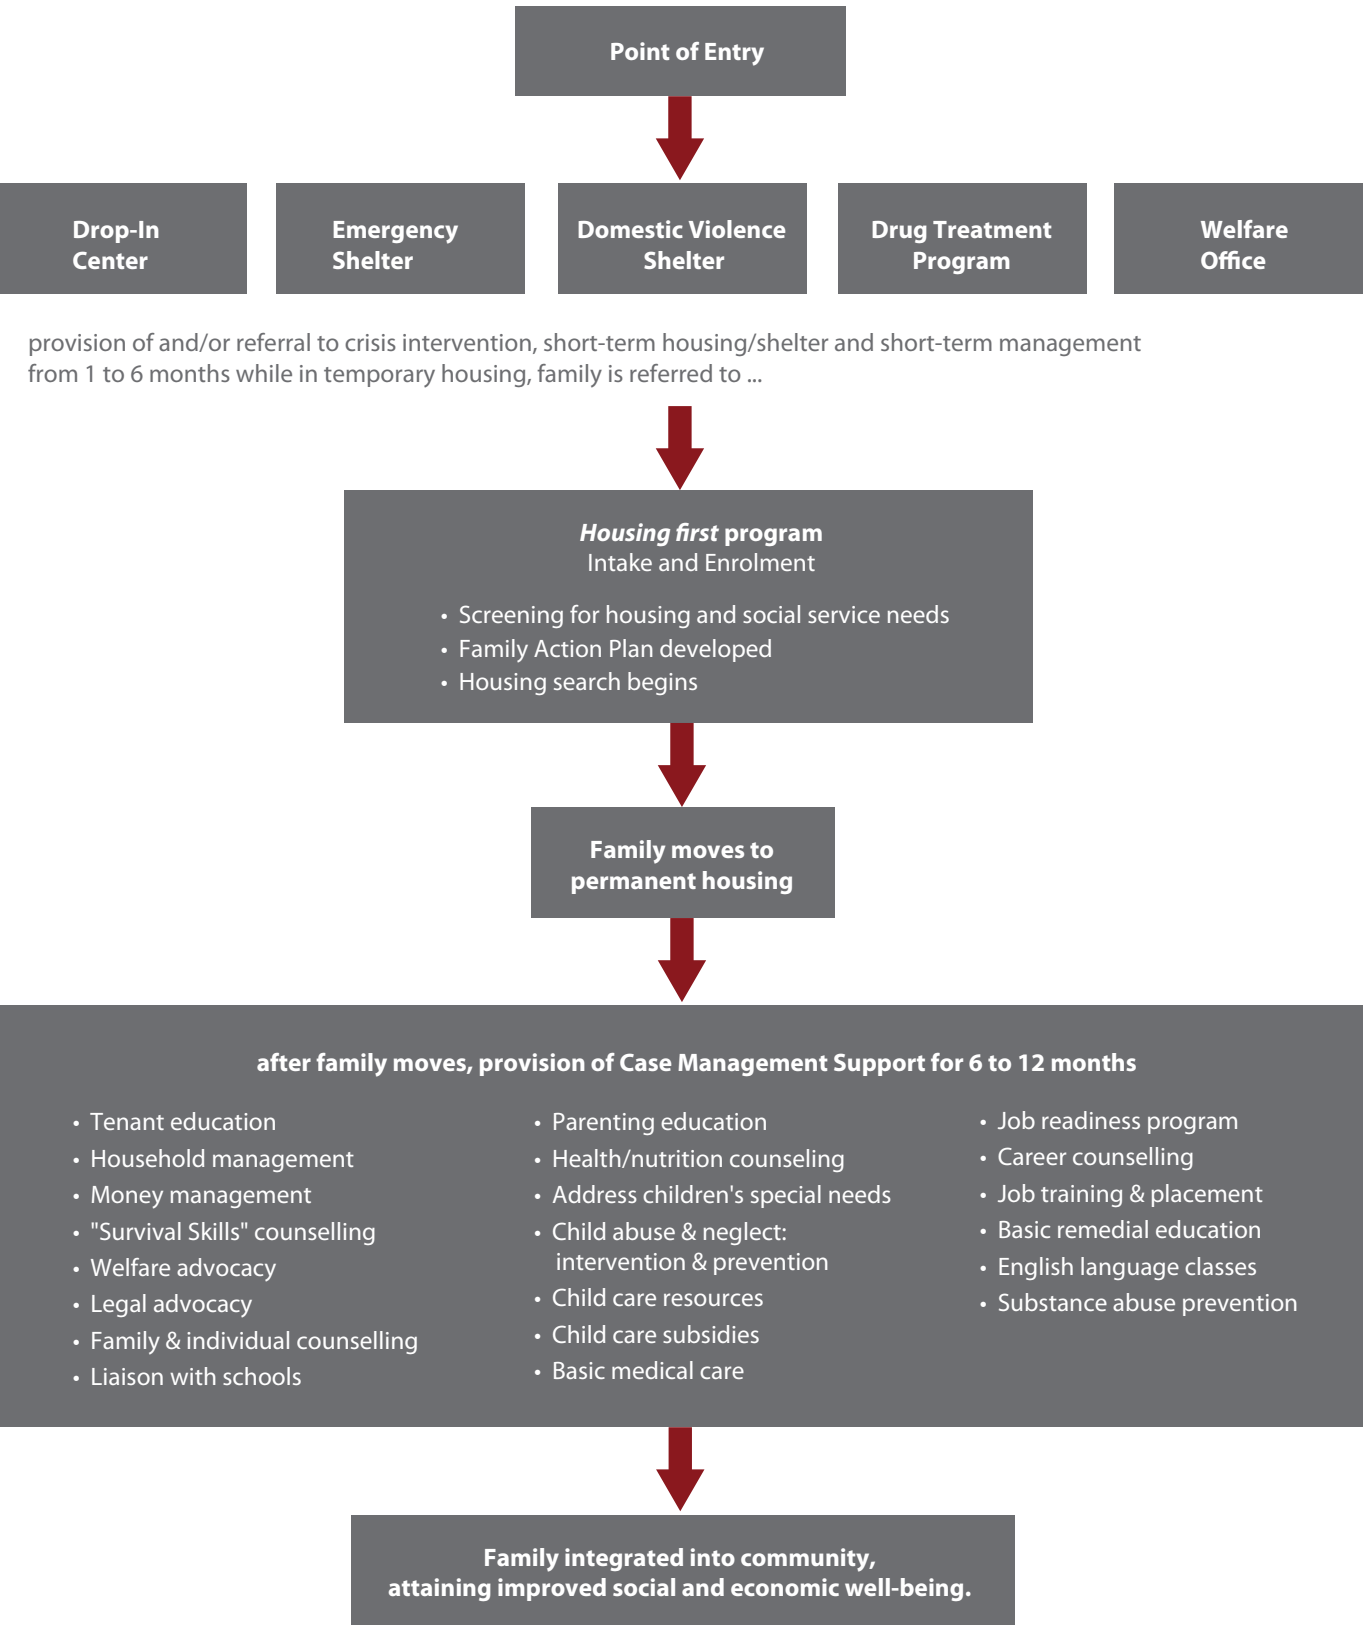 Point of Entry
Drop-In
Center
Emergency
Shelter
Domestic Violence
Shelter
Drug Treatment
Program
Welfare
Office
provision of and/or referral to crisis intervention, short-term housing/shelter and short-term management
from 1 to 6 months while in temporary housing, family is referred to ...
Housing first program
Intake and Enrolment
• Screening for housing and social service needs
• Family Action Plan developed
• Housing search begins
Family moves to
permanent housing
after family moves, provision of Case Management Support for 6 to 12 months
• Tenant education
• Household management
• Money management
• "Survival Skills" counselling
• Welfare advocacy
• Legal advocacy
• Family & individual counselling
• Liaison with schools
• Parenting education
• Health/nutrition counseling
• Address children's special needs
• Child abuse & neglect:
intervention & prevention
• Child care resources
• Child care subsidies
• Basic medical care
• Job readiness program
• Career counselling
• Job training & placement
• Basic remedial education
• English language classes
• Substance abuse prevention
Family integrated into community,
attaining improved social and economic well-being.